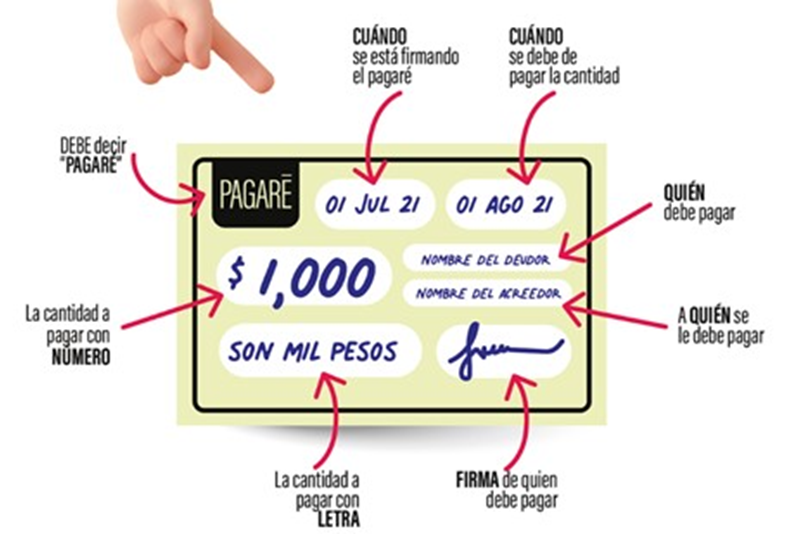 CUÁNDO
se está firmando
el pagaré
CUÁNDO
se debe de
pagar la cantidad
DEBE decir
"PAGARÉ"
PAGARÉ
01 JUL 21
01 AGO 21
QUIÉN
debe pagar
$ 1,000
NOMBRE DEL DEUDOR
NOMBRE DEL ACREEDOR
La cantidad a
pagar con
NÚMERO
A QUIÉN se
le debe pagar
SON MIL PESOS
La cantidad a
pagar con
LETRA
FIRMA de quien
debe pagar